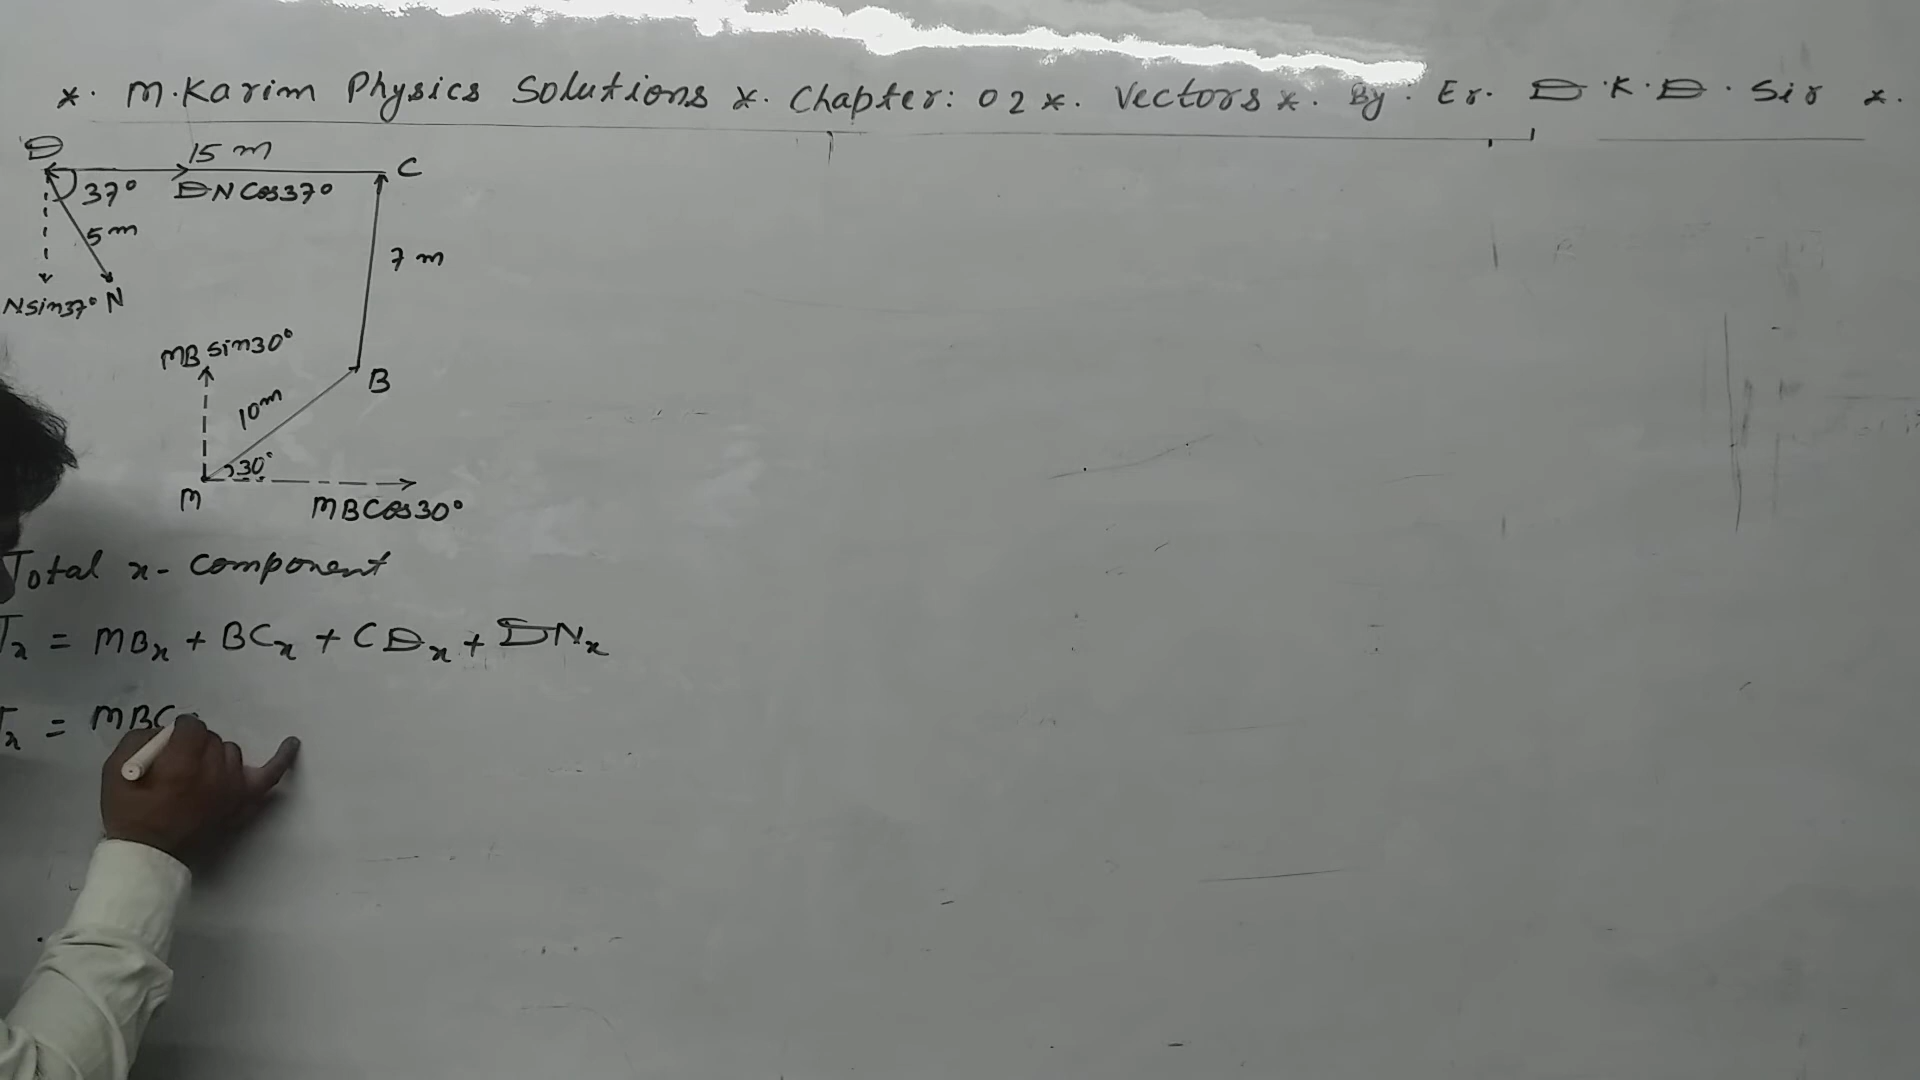 *. M.Karim Physics Solutions *. Chapter: 02 *. Vectors *. By: Er. D.K.D. Sir *.
D 15 m C
37° DN Cos37°
5m 7 m
Nsin37° N
MB sin30°
B
10m
30°
M MBCos30°
Total x- component
Tx = MBx + BCx + CDx + DNx
Tx = MBC